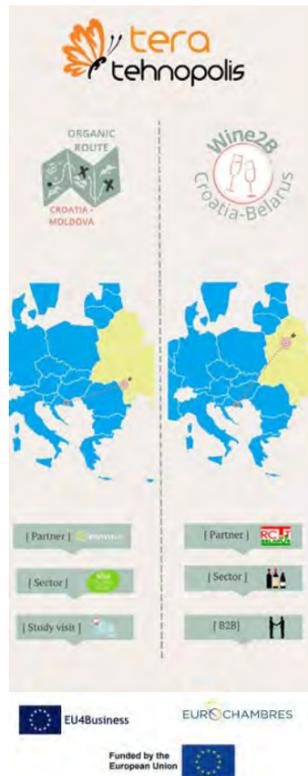 tera
tehnopolis
ORGANIC
ROUTE
CROATIA -
MOLDOVA
Wine2B
Croatia-Belarus
[ Partner ]
[ Sector ]
[ Study visit ]
[ Partner ]
[ Sector ]
[ B2B]
EU4Business
EUROCHAMBRES
Funded by the
European Union